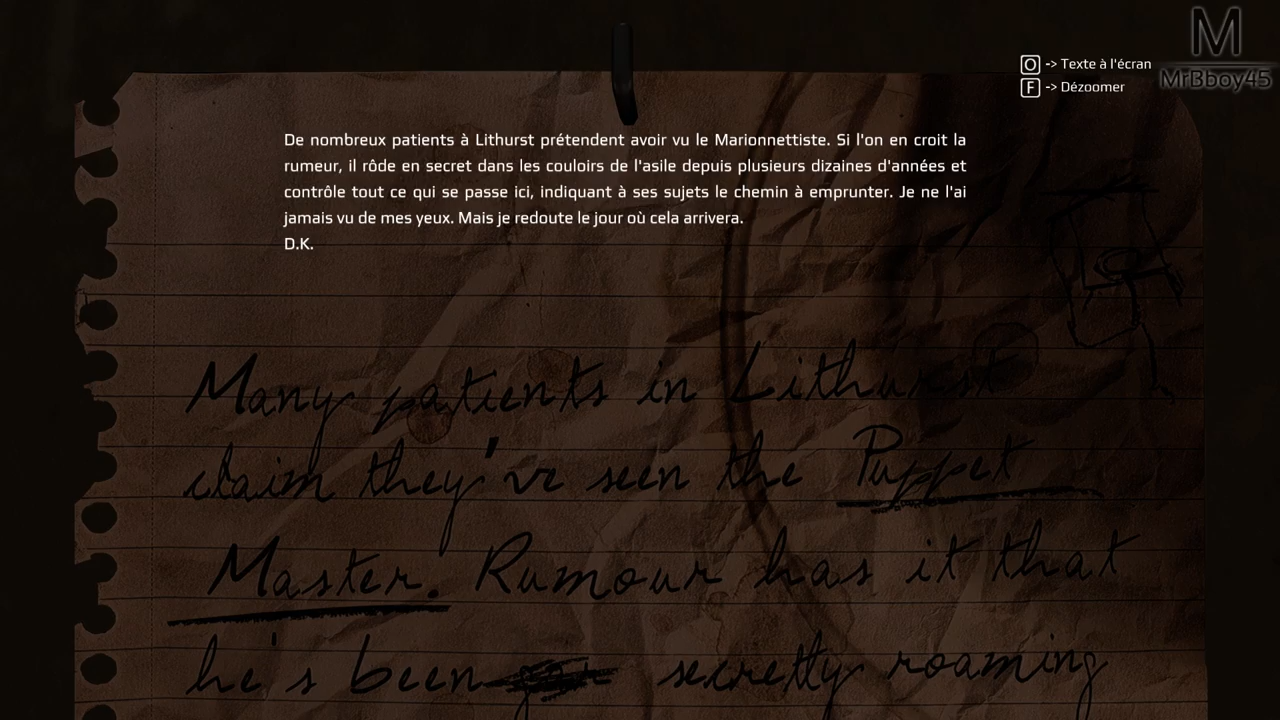 M
MrBboy45
O -> Texte à l'écran
F -> Dézoomer
De nombreux patients à Lithurst prétendent avoir vu le Marionnettiste. Si l'on en croit la
rumeur, il rôde en secret dans les couloirs de l'asile depuis plusieurs dizaines d'années et
contrôle tout ce qui se passe ici, indiquant à ses sujets le chemin à emprunter. Je ne l'ai
jamais vu de mes yeux. Mais je redoute le jour où cela arrivera.
D.K.
Many patients in Lithurst
claim they've seen the Puppet
Master. Rumour has it that
he's been secretly roaming